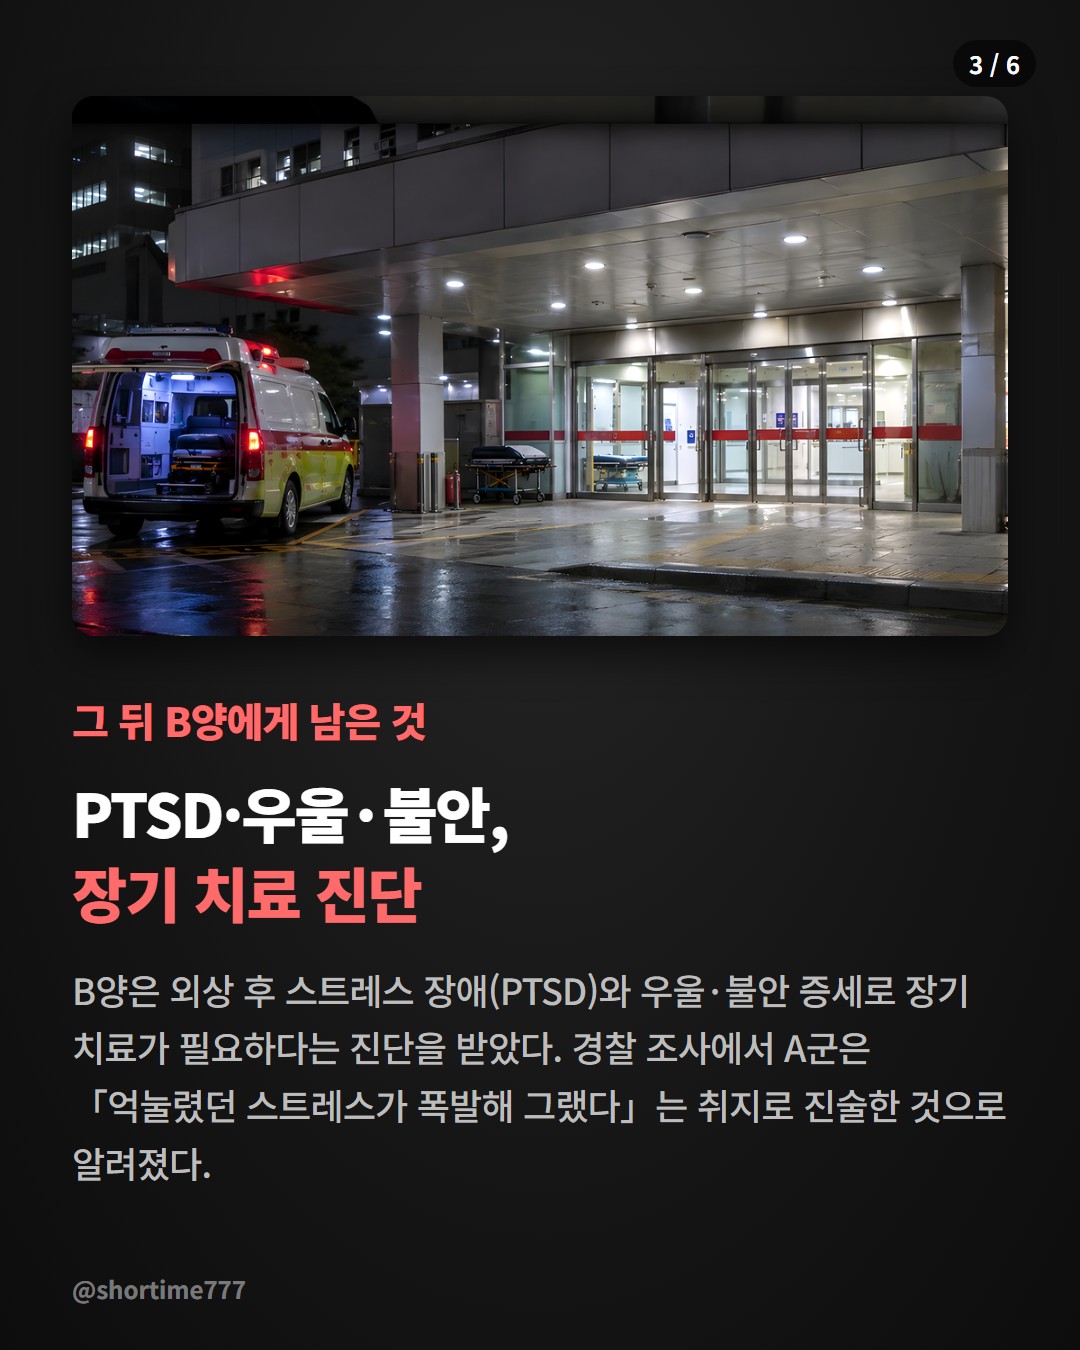 3 / 6
그 뒤 B양에게 남은 것
PTSD·우울·불안,
장기 치료 진단
B양은 외상 후 스트레스 장애(PTSD)와 우울·불안 증세로 장기
치료가 필요하다는 진단을 받았다. 경찰 조사에서 A군은
「억눌렸던 스트레스가 폭발해 그랬다」는 취지로 진술한 것으로
알려졌다.
@shortime777